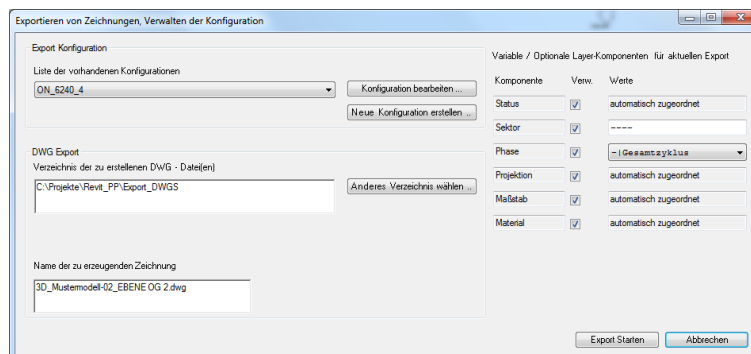 Exportieren von Zeichnungen, Verwalten der Konfiguration
Export Konfiguration
Liste der vorhandenen Konfigurationen
ON_6240_4
Konfiguration bearbeiten ...
Neue Konfiguration erstellen ..
DWG Export
Verzeichnis der zu erstellenen DWG - Datei(en)
C:\Projekte\Revit_PP\Export_DWGS
Anderes Verzeichnis wählen ..
Name der zu erzeugenden Zeichnung
3D_Mustermodell-02_EBENE OG 2.dwg
Variable / Optionale Layer-Komponenten für aktuellen Export
Komponente Verw. Werte
Status automatisch zugeordnet
Sektor ----
Phase -|Gesamtzyklus
Projektion automatisch zugeordnet
Maßstab automatisch zugeordnet
Material automatisch zugeordnet
Export Starten Abbrechen